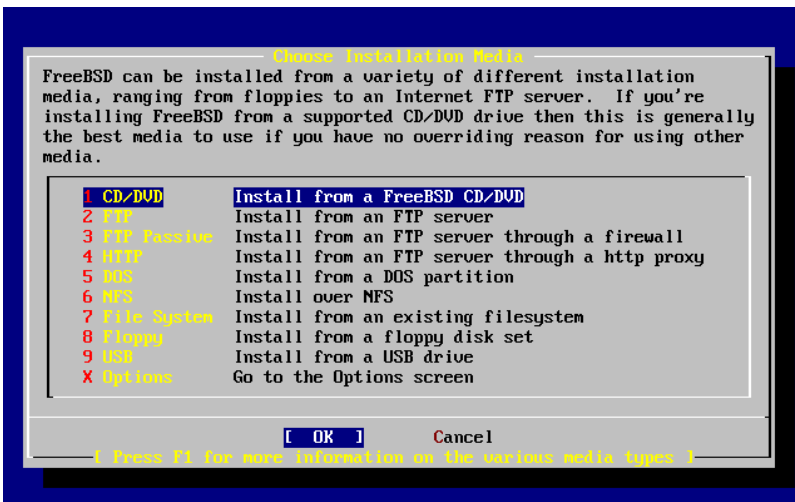 Choose Installation Media
FreeBSD can be installed from a variety of different installation
media, ranging from floppies to an Internet FTP server.  If you're
installing FreeBSD from a supported CD/DVD drive then this is generally
the best media to use if you have no overriding reason for using other
media.
1 CD/DVD Install from a FreeBSD CD/DVD
2 FTP Install from an FTP server
3 FTP Passive Install from an FTP server through a firewall
4 HTTP Install from an FTP server through a http proxy
5 DOS Install from a DOS partition
6 NFS Install over NFS
7 File System Install from an existing filesystem
8 Floppy Install from a floppy disk set
9 USB Install from a USB drive
X Options Go to the Options screen
[ OK ] Cancel
[ Press F1 for more information on the various media types ]